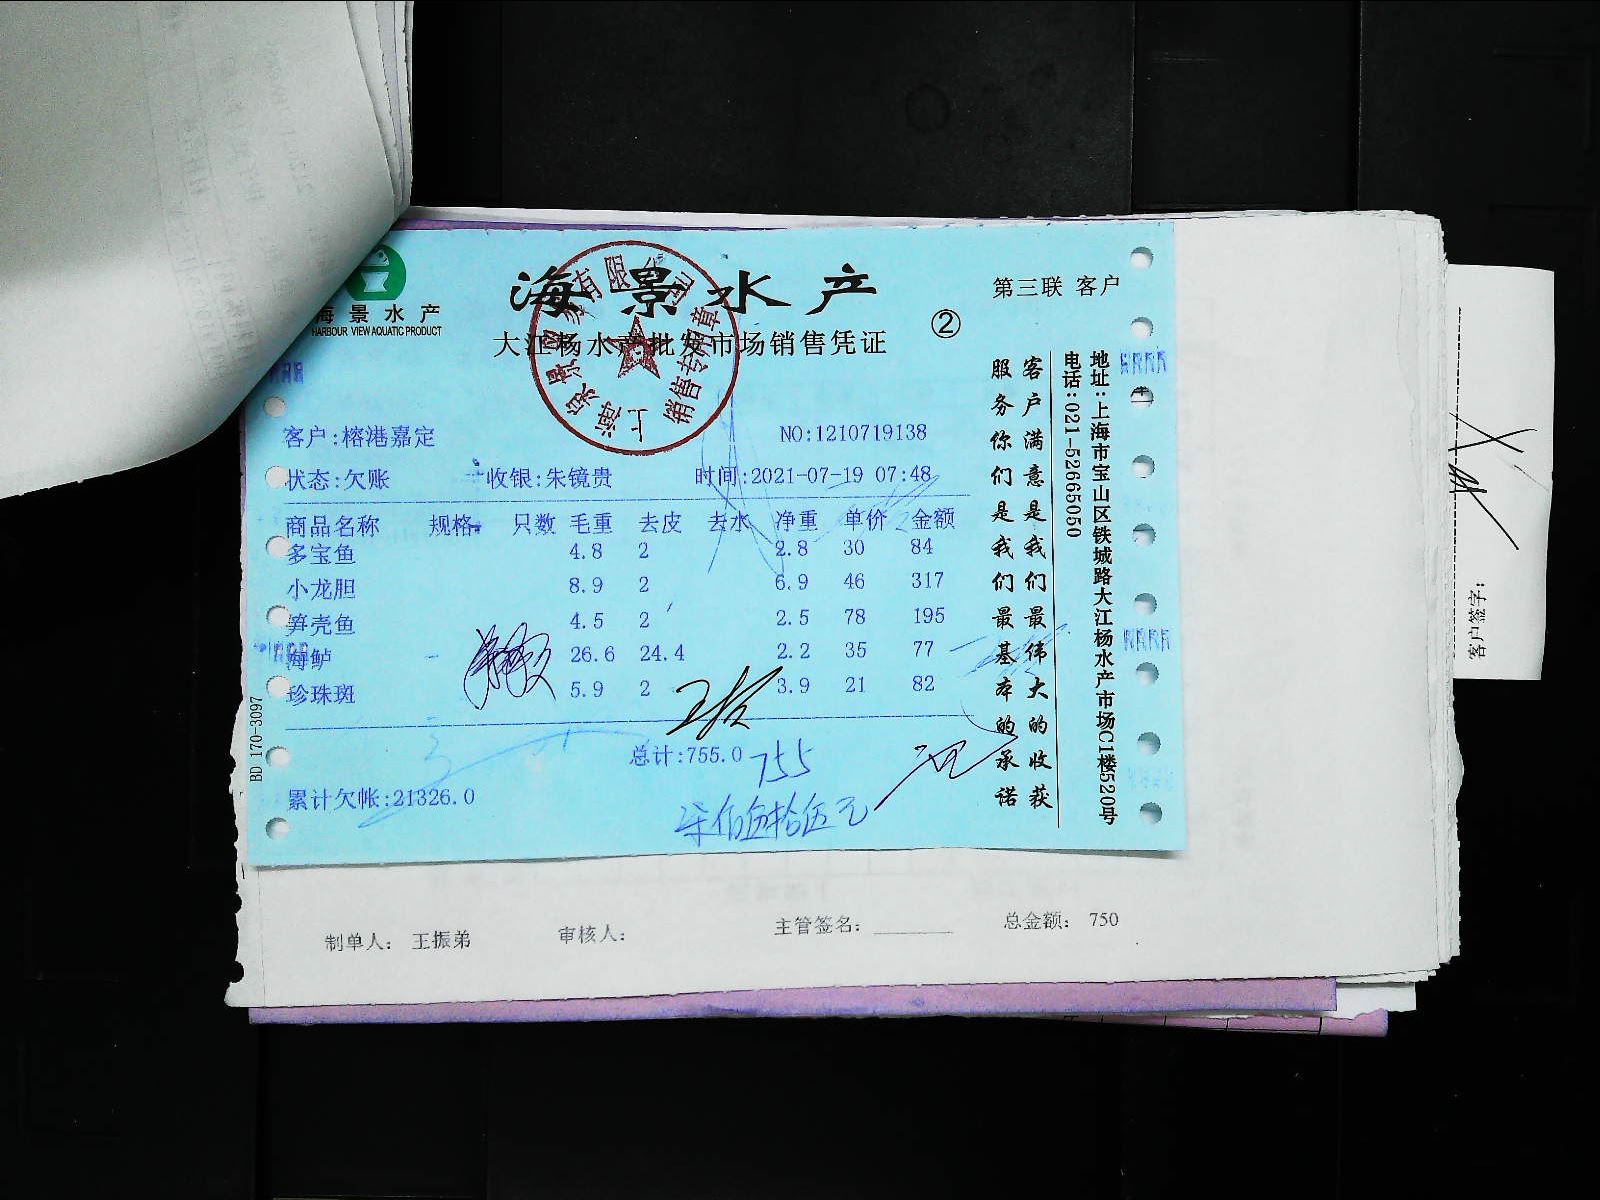 海景水产
HARBOUR VIEW AQUATIC PRODUCT
海景水产
大江杨水产批发市场销售凭证
②
第三联 客户
销售专用章
客户:榕港嘉定
NO:1210719138
状态:欠账 收银:朱镜贵 时间:2021-07-19 07:48
商品名称 规格 只数 毛重 去皮 去水 净重 单价 金额
多宝鱼 4.8 2 2.8 30 84
小龙胆 8.9 2 6.9 46 317
笋壳鱼 4.5 2 2.5 78 195
海鲈 26.6 24.4 2.2 35 77
珍珠斑 5.9 2 3.9 21 82
总计:755.0 755
累计欠帐:21326.0
柒佰伍拾伍元
客户满意是我们最伟大的收获
服务你们是我们最基本的承诺
地址:上海市宝山区铁城路大江杨水产市场C1楼520号
电话:021-52665050
BD 170-3097
客户签字:
制单人: 王振弟 审核人: 主管签名: 总金额: 750